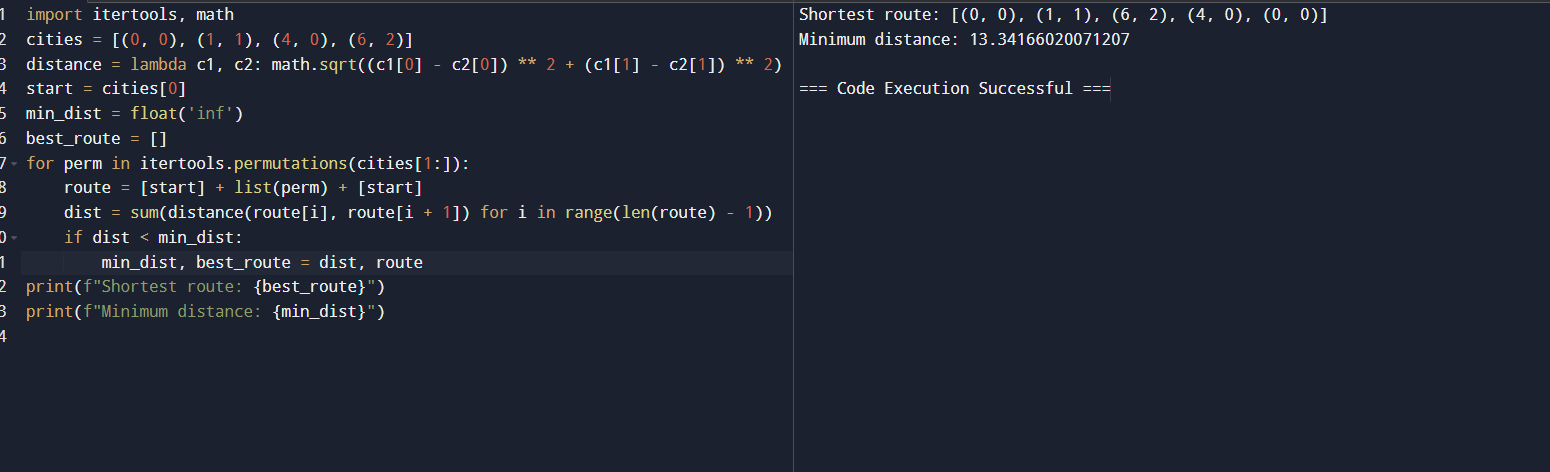 1 import itertools, math
2 cities = [(0, 0), (1, 1), (4, 0), (6, 2)]
3 distance = lambda c1, c2: math.sqrt((c1[0] - c2[0]) ** 2 + (c1[1] - c2[1]) ** 2)
4 start = cities[0]
5 min_dist = float('inf')
6 best_route = []
7 for perm in itertools.permutations(cities[1:]):
8     route = [start] + list(perm) + [start]
9     dist = sum(distance(route[i], route[i + 1]) for i in range(len(route) - 1))
0     if dist < min_dist:
1         min_dist, best_route = dist, route
2 print(f"Shortest route: {best_route}")
3 print(f"Minimum distance: {min_dist}")
4
Shortest route: [(0, 0), (1, 1), (6, 2), (4, 0), (0, 0)]
Minimum distance: 13.34166020071207
=== Code Execution Successful ===